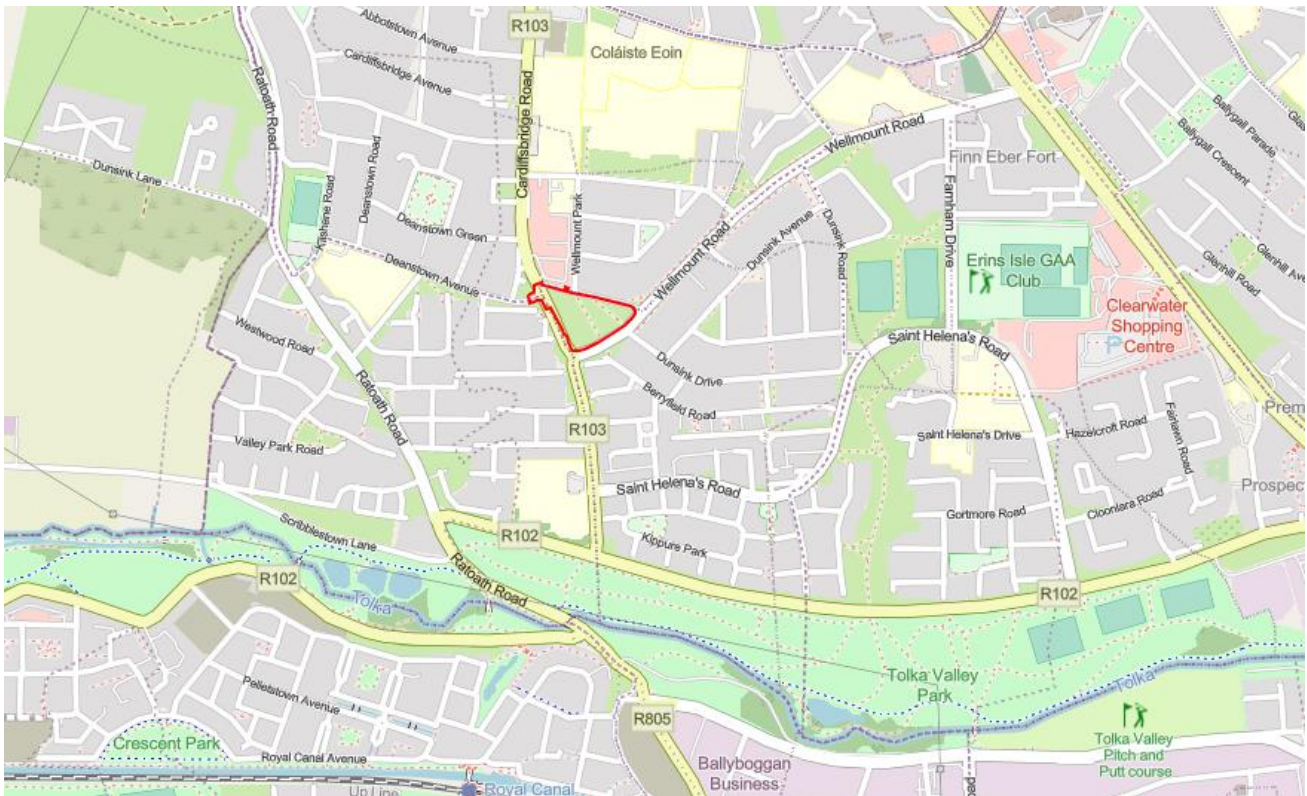 R103
Abbotstown Avenue
Coláiste Eoin
Cardiffsbridge Avenue
Ratoath Road
Cardiffsbridge Road
Wellmount Road
Ballygall Parade
Ballygall Crescent
Finn Eber Fort
Dunsink Lane
Deanstown Road
Kilshane Road
Deanstown Green
Wellmount Park
Farnham Drive
Dunsink Avenue
Dunsink Road
Wellmount Road
Deanstown Avenue
Erins Isle GAA
Club
Glenhill Road
Clearwater
Shopping
Centre
P
Westwood Road
Saint Helena's Road
Dunsink Drive
Berryfield Road
Ratoath Road
R103
Valley Park Road
Saint Helena's Drive
Hazelcroft Road
Fairlawn Road
Saint Helena's Road
Gortmore Road
Cloonlara Road
Scribblestown Lane
R102
Kippure Park
R102
Ratoath Road
R102
Tolka
Tolka Valley
Park
Tolka
Pelletstown Avenue
R805
Tolka Valley
Pitch and
Putt course
Crescent Park
Royal Canal Avenue
Ballyboggan
Business
Up Line
Royal Canal